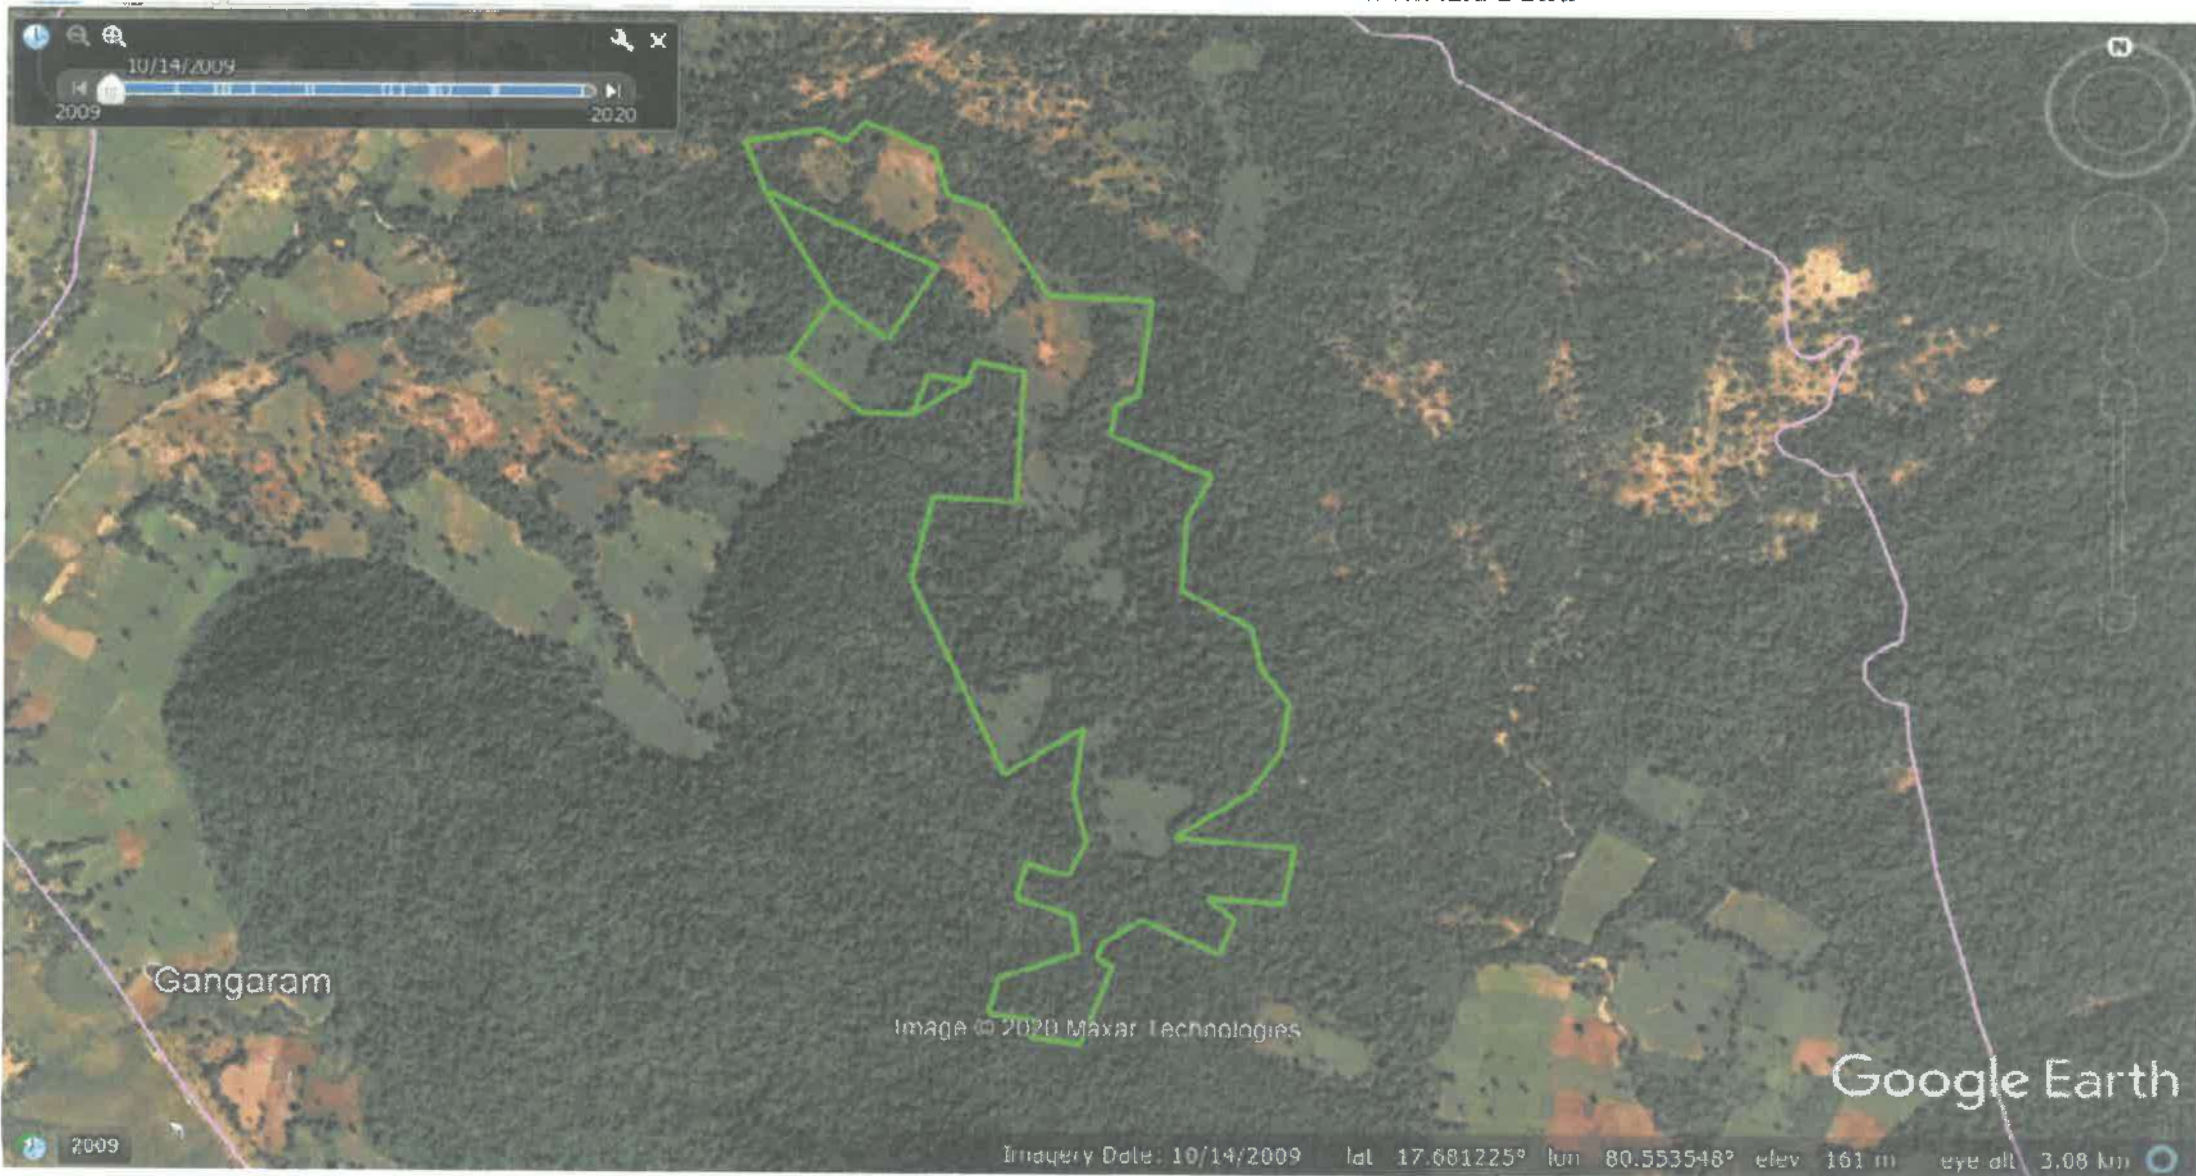 10/14/2009
2009
2020
N
Gangaram
Image © 2020 Maxar Technologies
Google Earth
2009
Imagery Date: 10/14/2009 lat 17.681225° lon 80.553548° elev 161 m eye alt 3.08 km